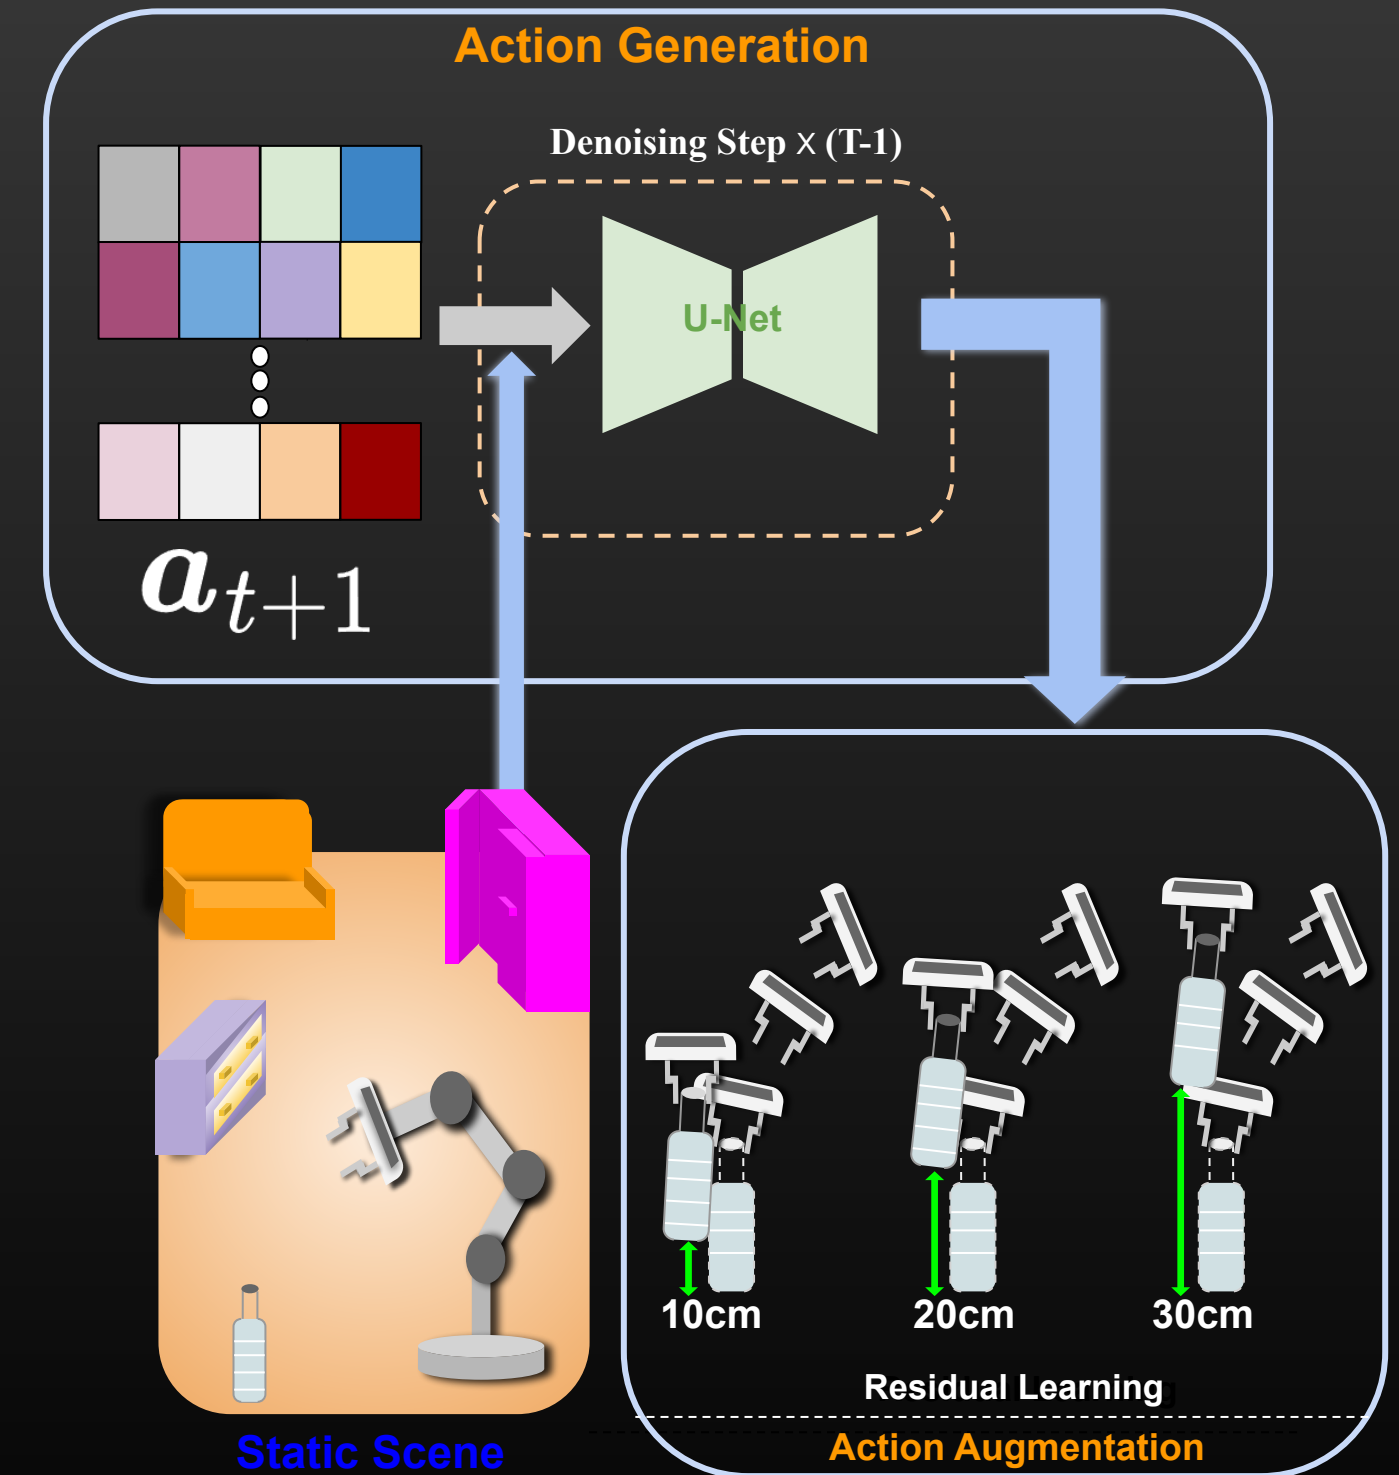 Action Generation
Denoising Step x (T-1)
U-Net
a_{t+1}
10cm 20cm 30cm
Residual Learning
Action Augmentation
Static Scene